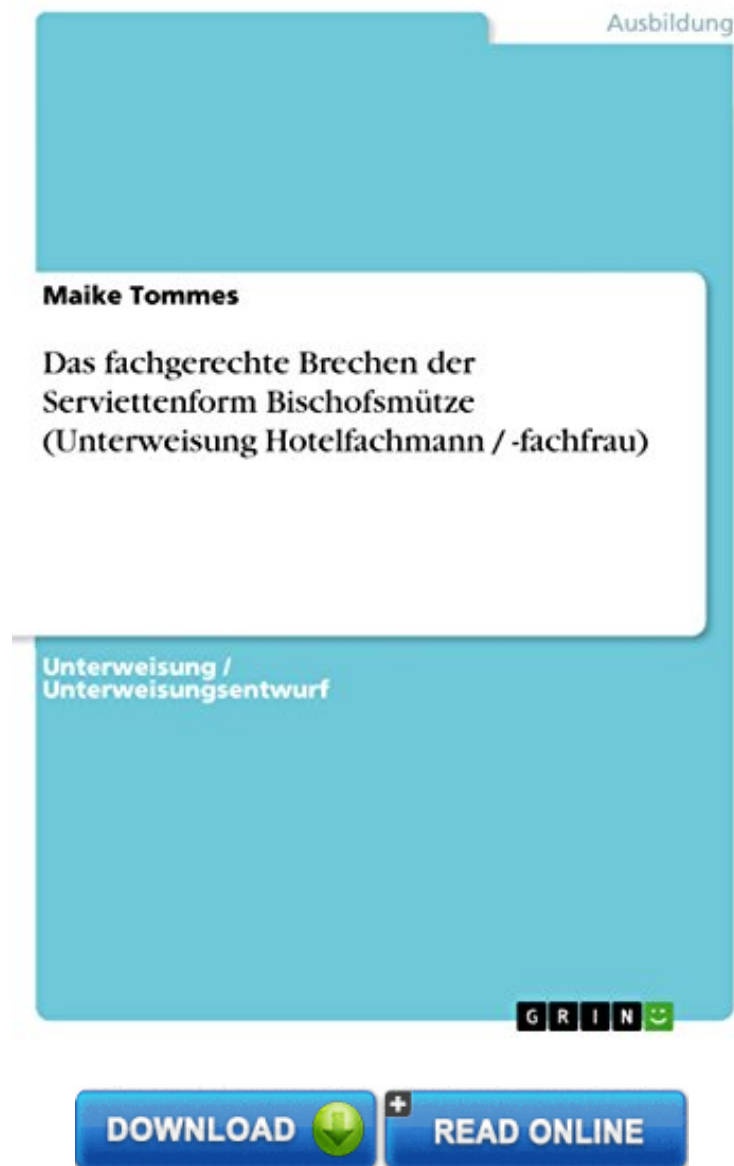 Ausbildung
Maike Tommes
Das fachgerechte Brechen der
Serviettenform Bischofsmütze
(Unterweisung Hotelfachmann / -fachfrau)
Unterweisung /
Unterweisungsentwurf
GRIN
DOWNLOAD
READ ONLINE